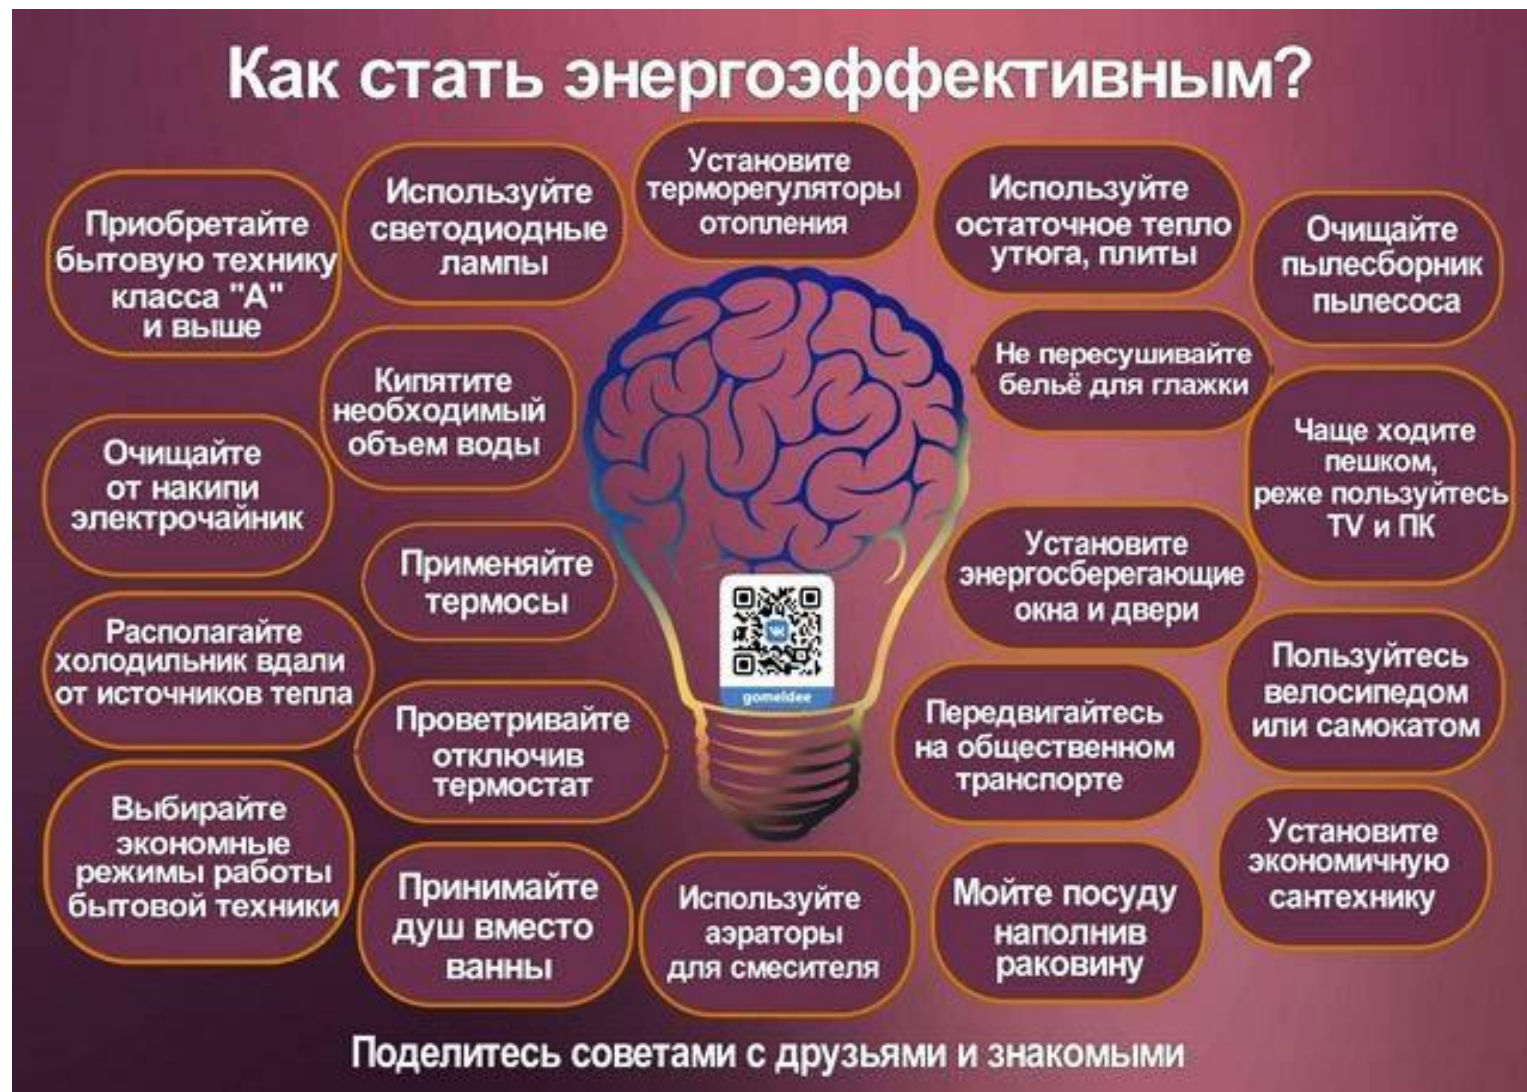 Как стать энергоэффективным?
Приобретайте
бытовую технику
класса "А"
и выше
Используйте
светодиодные
лампы
Установите
терморегуляторы
отопления
Используйте
остаточное тепло
утюга, плиты
Очищайте
пылесборник
пылесоса
Кипятите
необходимый
объем воды
Не пересушивайте
бельё для глажки
Очищайте
от накипи
электрочайник
Чаще ходите
пешком,
реже пользуйтесь
TV и ПК
Применяйте
термосы
Установите
энергосберегающие
окна и двери
Располагайте
холодильник вдали
от источников тепла
gomeldee
Пользуйтесь
велосипедом
или самокатом
Проветривайте
отключив
термостат
Передвигайтесь
на общественном
транспорте
Выбирайте
экономные
режимы работы
бытовой техники
Принимайте
душ вместо
ванны
Используйте
аэраторы
для смесителя
Мойте посуду
наполнив
раковину
Установите
экономичную
сантехнику
Поделитесь советами с друзьями и знакомыми